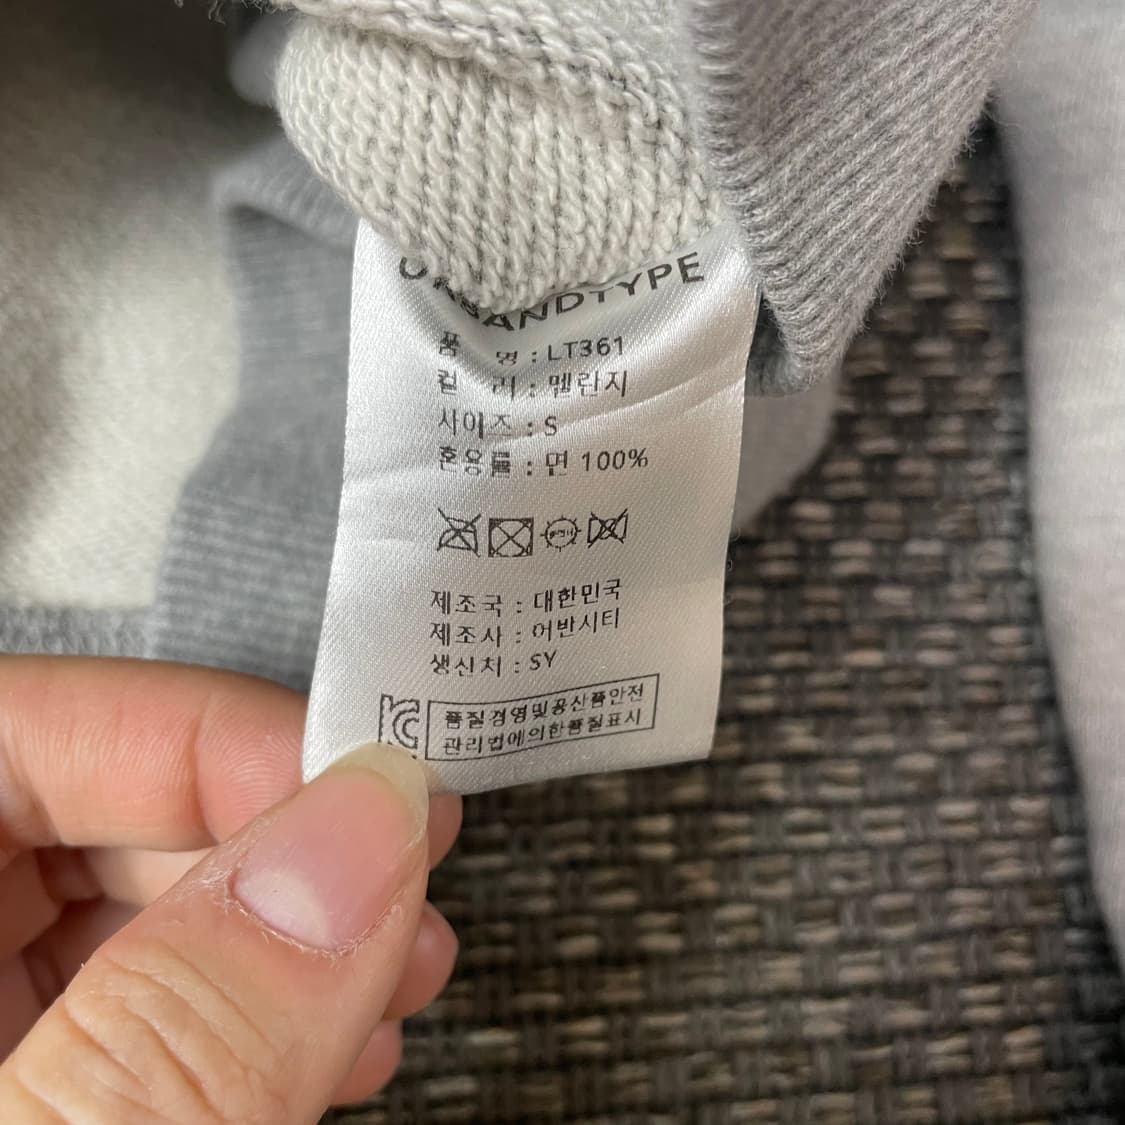 품 명 : LT361
컬 러 : 멜란지
사이즈 : S
혼용률 : 면 100%
제조국 : 대한민국
제조사 : 어반시티
생산처 : SY
품질경영및공산품안전
관리법에의한품질표시